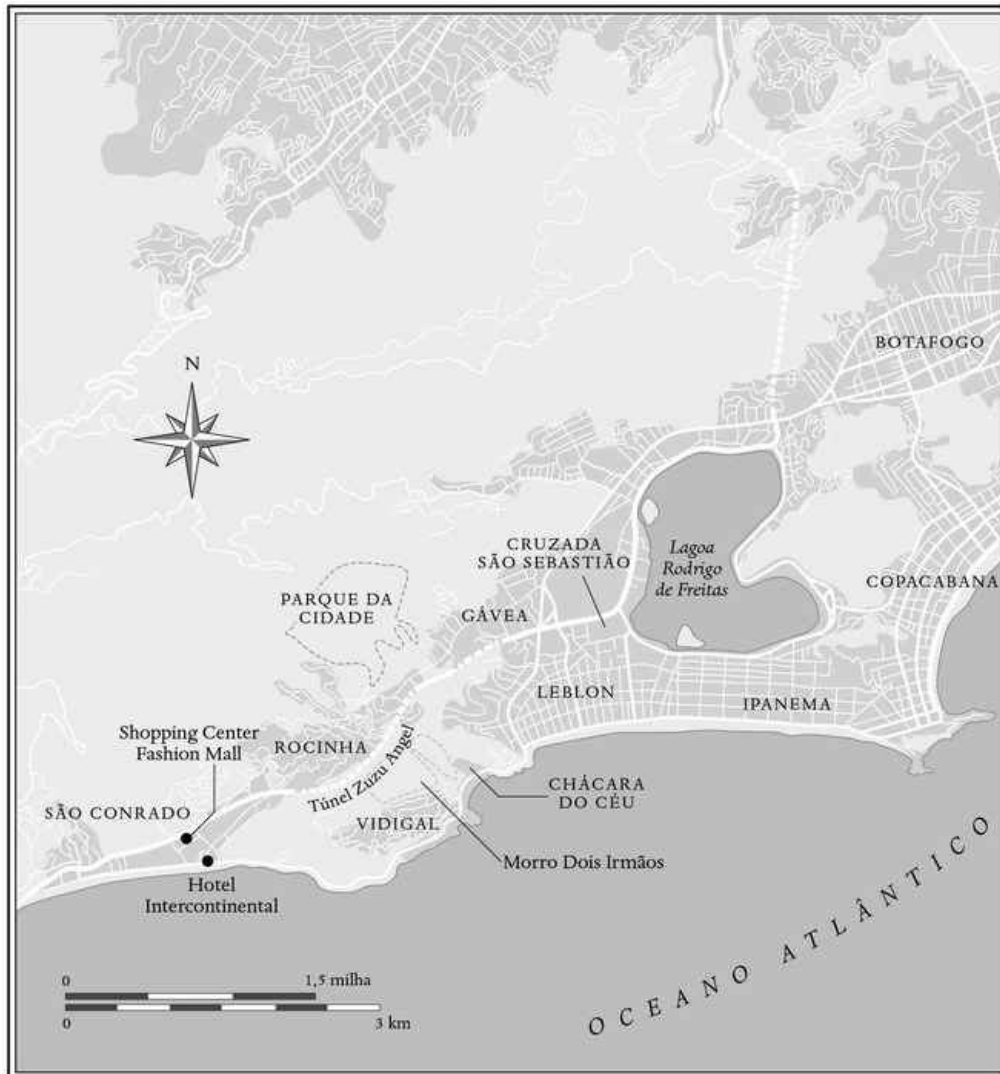 BOTAFOGO
N
CRUZADA
SÃO SEBASTIÃO
Lagoa
Rodrigo
de Freitas
COPACABANA
PARQUE DA
CIDADE
GÁVEA
LEBLON
IPANEMA
Shopping Center
Fashion Mall
ROCINHA
Túnel Zuzu Angel
CHÁCARA
DO CÉU
SÃO CONRADO
VIDIGAL
Morro Dois Irmãos
Hotel
Intercontinental
OCEANO ATLÂNTICO
0 1,5 milha
0 3 km